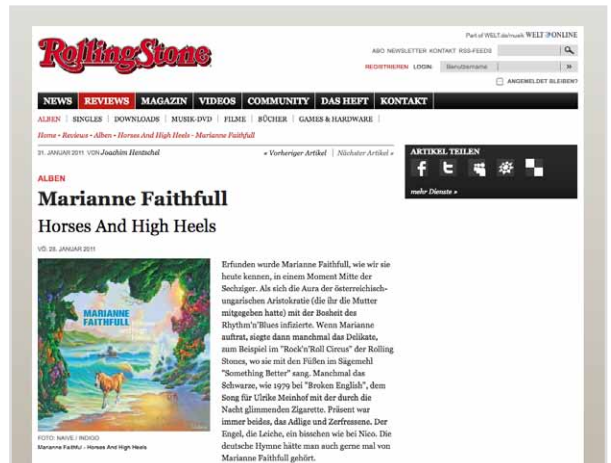 Part of WELT.de/musik WELT ONLINE
RollingStone
ABO NEWSLETTER KONTAKT RSS-FEEDS
REGISTRIEREN LOGIN: Benutzername
ANGEMELDET BLEIBEN?
NEWS REVIEWS MAGAZIN VIDEOS COMMUNITY DAS HEFT KONTAKT
ALBEN SINGLES DOWNLOADS MUSIK-DVD FILME BÜCHER GAMES & HARDWARE
Home - Reviews - Alben - Horses And High Heels - Marianne Faithfull
31. JANUAR 2011 VON Joachim Hentschel « Vorheriger Artikel | Nächster Artikel »
ARTIKEL TEILEN
mehr Dienste »
ALBEN
Marianne Faithfull
Horses And High Heels
VÖ: 28. JANUAR 2011
MARIANNE
FAITHFULL
Erfunden wurde Marianne Faithfull, wie wir sie
heute kennen, in einem Moment Mitte der
Sechziger. Als sich die Aura der österreichisch-
ungarischen Aristokratie (die ihr die Mutter
mitgegeben hatte) mit der Bosheit des
Rhythm'n'Blues infizierte. Wenn Marianne
auftrat, siegte dann manchmal das Delikate,
zum Beispiel im "Rock'n'Roll Circus" der Rolling
Stones, wo sie mit den Füßen im Sägemehl
"Something Better" sang. Manchmal das
Schwarze, wie 1979 bei "Broken English", dem
Song für Ulrike Meinhof mit der durch die
Nacht glimmenden Zigarette. Präsent war
immer beides, das Adlige und Zerfressene. Der
Engel, die Leiche, ein bisschen wie bei Nico. Die
deutsche Hymne hätte man auch gerne mal von
Marianne Faithfull gehört.
FOTO: NAIVE / INDIGO
Marianne Faithful - Horses And High Heels